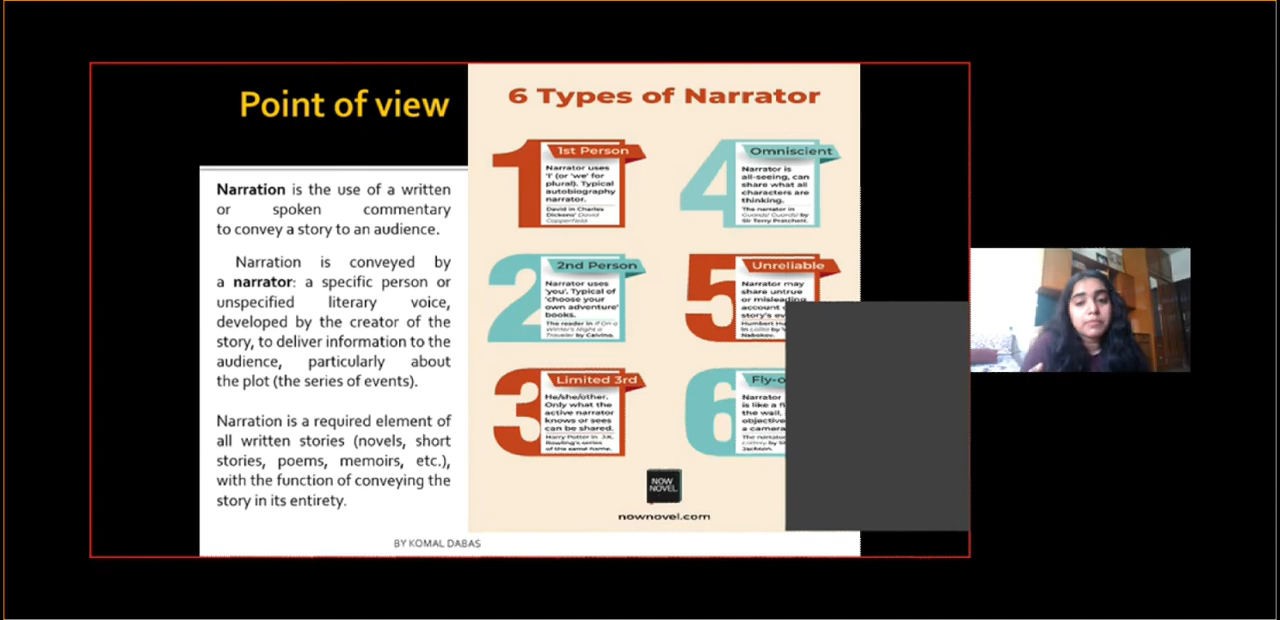 Point of view
Narration is the use of a written
or spoken commentary
to convey a story to an audience.
Narration is conveyed by
a narrator: a specific person or
unspecified literary voice,
developed by the creator of the
story, to deliver information to the
audience, particularly about
the plot (the series of events).
Narration is a required element of
all written stories (novels, short
stories, poems, memoirs, etc.),
with the function of conveying the
story in its entirety.
6 Types of Narrator
1
1st Person
Narrator uses
'I' (or 'we' for
plural). Typical
autobiography
narrator.
David in Charles
Dickens' David
Copperfield
2
2nd Person
Narrator uses
'you'. Typical of
'choose your
own adventure'
books.
The reader in If On a
Winter's Night a
Traveler by Calvino.
3
Limited 3rd
He/she/other.
Only what the
active narrator
knows or sees
can be shared.
Harry Potter in J.K.
Rowling's series
of the same name.
4
Omniscient
Narrator is
all-seeing, can
share what all
characters are
thinking.
The narrator in
Guards! Guards! by
Sir Terry Pratchett.
5
Unreliable
Narrator may
share untrue
or misleading
account
story's
Humbert
in Lolita by
Nabokov.
6
Narrator
is like a
the wall,
objective
a camera
The narrator
by
Jackson.
NOW
NOVEL
nownovel.com
BY KOMAL DABAS